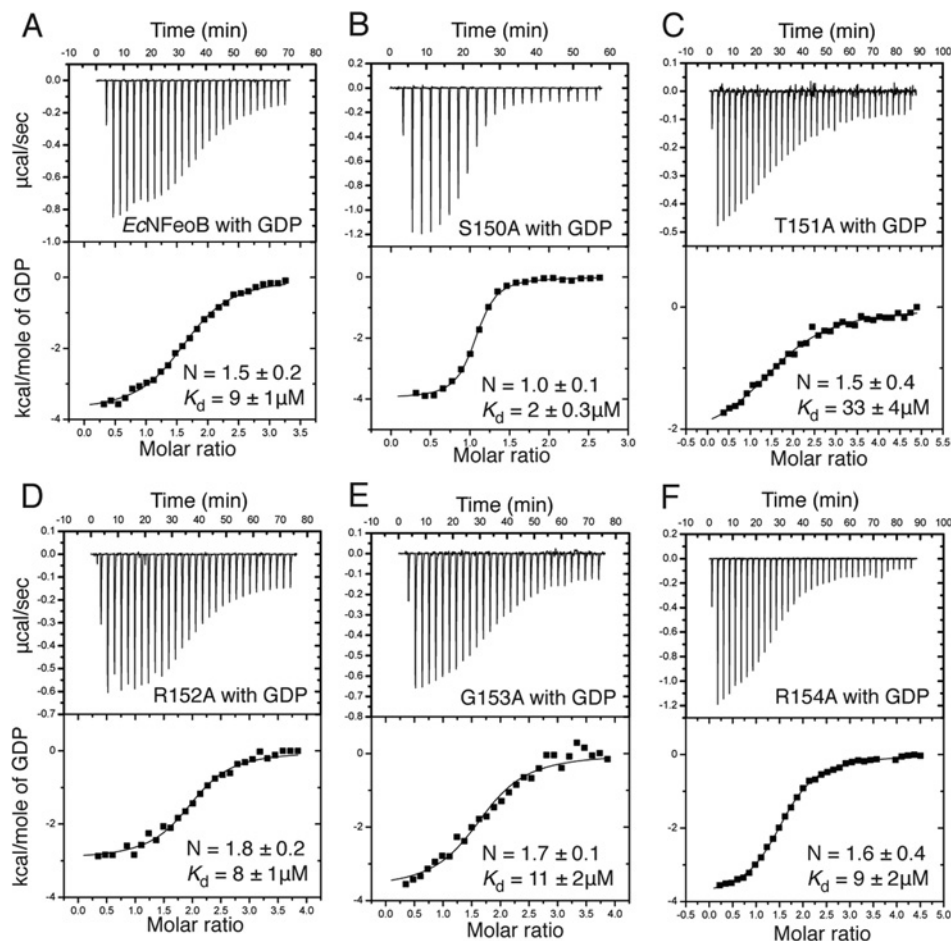 A
Time (min)
-10 0 10 20 30 40 50 60 70 80
0.0
-0.2
-0.4
-0.6
-0.8
-1.0
µcal/sec
EcNFeoB with GDP
0
-2
-4
kcal/mole of GDP
N = 1.5 ± 0.2
Kd = 9 ± 1µM
0.0 0.5 1.0 1.5 2.0 2.5 3.0 3.5
Molar ratio
B
Time (min)
0 10 20 30 40 50 60
0.2
0.0
-0.2
-0.4
-0.6
-0.8
-1.0
-1.2
S150A with GDP
0
-2
-4
N = 1.0 ± 0.1
Kd = 2 ± 0.3µM
0.0 0.5 1.0 1.5 2.0 2.5 3.0
Molar ratio
C
Time (min)
-10 0 10 20 30 40 50 60 70 80 90 100
0.1
0.0
-0.1
-0.2
-0.3
-0.4
-0.5
T151A with GDP
0
-2
N = 1.5 ± 0.4
Kd = 33 ± 4µM
0.0 0.5 1.0 1.5 2.0 2.5 3.0 3.5 4.0 4.5 5.0 5.5
Molar ratio
D
Time (min)
-10 0 10 20 30 40 50 60 70 80
0.1
0.0
-0.1
-0.2
-0.3
-0.4
-0.5
-0.6
-0.7
µcal/sec
R152A with GDP
0
-2
-4
kcal/mole of GDP
N = 1.8 ± 0.2
Kd = 8 ± 1µM
0.0 0.5 1.0 1.5 2.0 2.5 3.0 3.5 4.0
Molar ratio
E
Time (min)
-10 0 10 20 30 40 50 60 70 80
0.1
0.0
-0.1
-0.2
-0.3
-0.4
-0.5
-0.6
-0.7
-0.8
G153A with GDP
0
-2
-4
N = 1.7 ± 0.1
Kd = 11 ± 2µM
0.0 0.5 1.0 1.5 2.0 2.5 3.0 3.5 4.0
Molar ratio
F
Time (min)
-10 0 10 20 30 40 50 60 70 80 90 100
0.2
0.0
-0.2
-0.4
-0.6
-0.8
-1.0
-1.2
R154A with GDP
0
-2
-4
N = 1.6 ± 0.4
Kd = 9 ± 2µM
0.0 0.5 1.0 1.5 2.0 2.5 3.0 3.5 4.0 4.5 5.0
Molar ratio